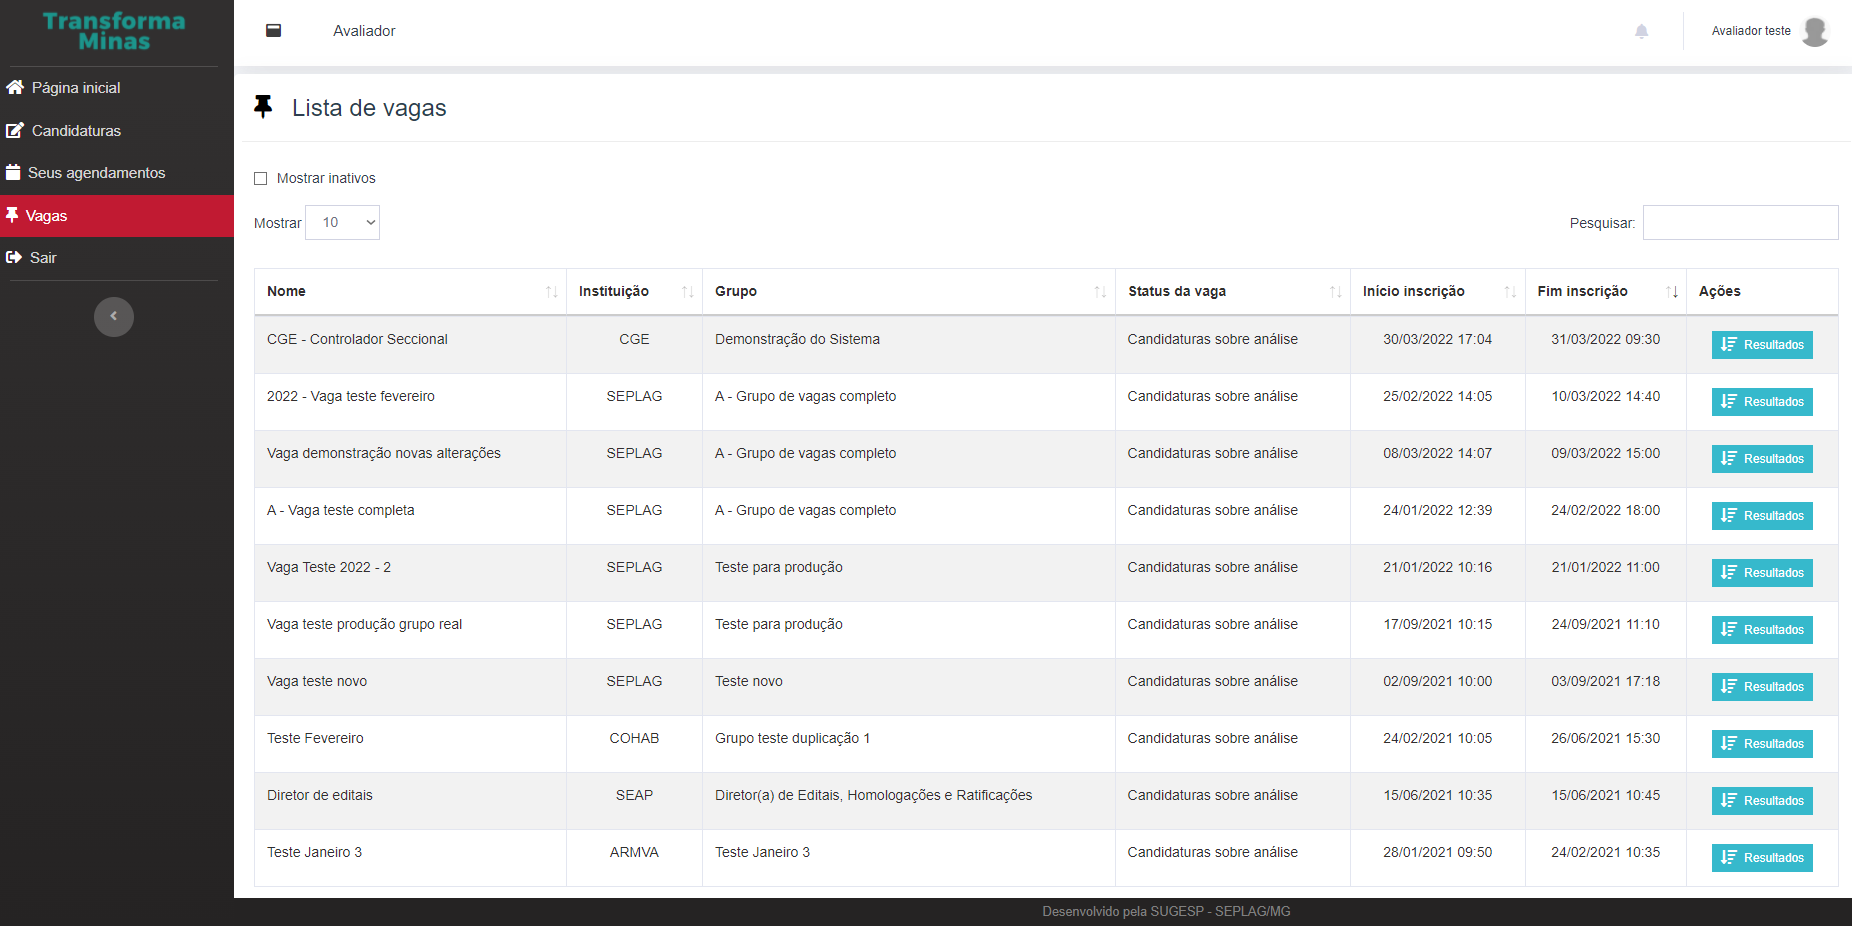 Transforma
Minas
Avaliador
Avaliador teste
Página inicial
Candidaturas
Seus agendamentos
Vagas
Sair
Lista de vagas
Mostrar inativos
Mostrar 10
Pesquisar:
Nome Instituição Grupo Status da vaga Início inscrição Fim inscrição Ações
CGE - Controlador Seccional CGE Demonstração do Sistema Candidaturas sobre análise 30/03/2022 17:04 31/03/2022 09:30 Resultados
2022 - Vaga teste fevereiro SEPLAG A - Grupo de vagas completo Candidaturas sobre análise 25/02/2022 14:05 10/03/2022 14:40 Resultados
Vaga demonstração novas alterações SEPLAG A - Grupo de vagas completo Candidaturas sobre análise 08/03/2022 14:07 09/03/2022 15:00 Resultados
A - Vaga teste completa SEPLAG A - Grupo de vagas completo Candidaturas sobre análise 24/01/2022 12:39 24/02/2022 18:00 Resultados
Vaga Teste 2022 - 2 SEPLAG Teste para produção Candidaturas sobre análise 21/01/2022 10:16 21/01/2022 11:00 Resultados
Vaga teste produção grupo real SEPLAG Teste para produção Candidaturas sobre análise 17/09/2021 10:15 24/09/2021 11:10 Resultados
Vaga teste novo SEPLAG Teste novo Candidaturas sobre análise 02/09/2021 10:00 03/09/2021 17:18 Resultados
Teste Fevereiro COHAB Grupo teste duplicação 1 Candidaturas sobre análise 24/02/2021 10:05 26/06/2021 15:30 Resultados
Diretor de editais SEAP Diretor(a) de Editais, Homologações e Ratificações Candidaturas sobre análise 15/06/2021 10:35 15/06/2021 10:45 Resultados
Teste Janeiro 3 ARMVA Teste Janeiro 3 Candidaturas sobre análise 28/01/2021 09:50 24/02/2021 10:35 Resultados
Desenvolvido pela SUGESP - SEPLAG/MG